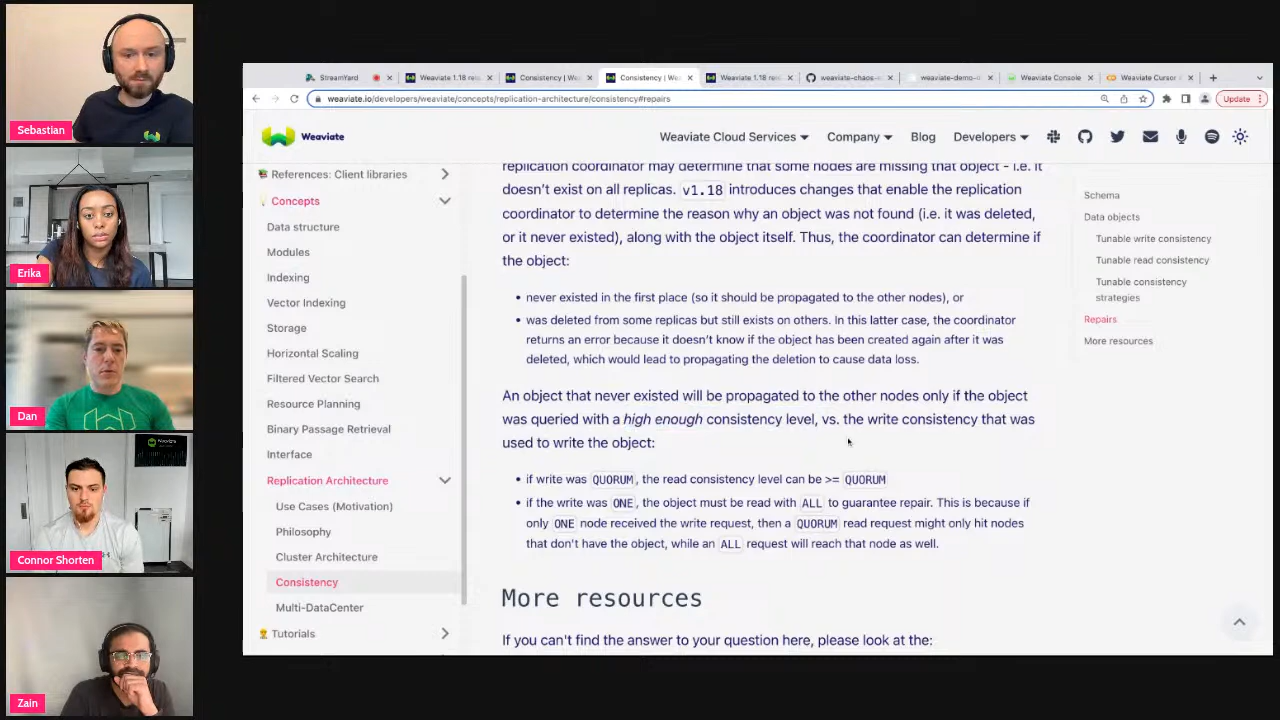 Sebastian
Erika
Dan
Connor Shorten
Zain
StreamYard
Weaviate 1.18 rele
Consistency | We
Consistency | We
Weaviate 1.18 rel
weaviate-chaos-e
weaviate-demo-i
Weaviate Console
Weaviate Cursor A
weaviate.io/developers/weaviate/concepts/replication-architecture/consistency#repairs
Update
Weaviate
Weaviate Cloud Services
Company
Blog
Developers
References: Client libraries
Concepts
Data structure
Modules
Indexing
Vector Indexing
Storage
Horizontal Scaling
Filtered Vector Search
Resource Planning
Binary Passage Retrieval
Interface
Replication Architecture
Use Cases (Motivation)
Philosophy
Cluster Architecture
Consistency
Multi-DataCenter
Tutorials
replication coordinator may determine that some nodes are missing that object - i.e. it
doesn't exist on all replicas. v1.18 introduces changes that enable the replication
coordinator to determine the reason why an object was not found (i.e. it was deleted,
or it never existed), along with the object itself. Thus, the coordinator can determine if
the object:
• never existed in the first place (so it should be propagated to the other nodes), or
• was deleted from some replicas but still exists on others. In this latter case, the coordinator
returns an error because it doesn't know if the object has been created again after it was
deleted, which would lead to propagating the deletion to cause data loss.
An object that never existed will be propagated to the other nodes only if the object
was queried with a high enough consistency level, vs. the write consistency that was
used to write the object:
• if write was QUORUM, the read consistency level can be >= QUORUM
• if the write was ONE, the object must be read with ALL to guarantee repair. This is because if
only ONE node received the write request, then a QUORUM read request might only hit nodes
that don't have the object, while an ALL request will reach that node as well.
More resources
If you can't find the answer to your question here, please look at the:
Schema
Data objects
Tunable write consistency
Tunable read consistency
Tunable consistency
strategies
Repairs
More resources